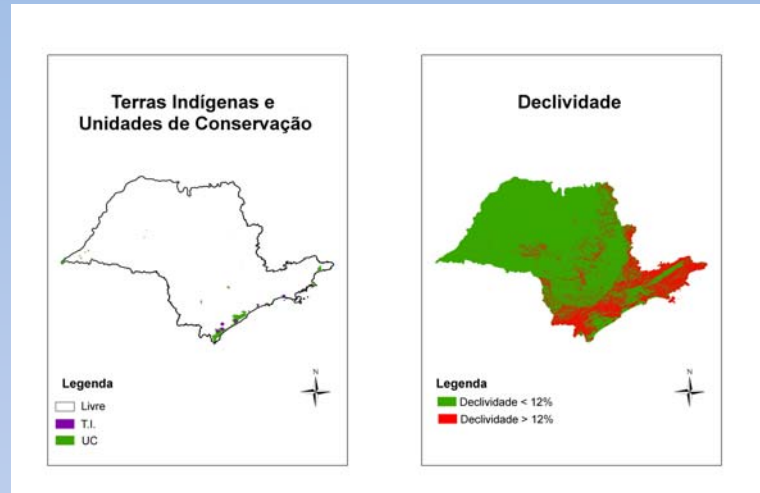 Terras Indígenas e
Unidades de Conservação
N
Legenda
Livre
T.I.
UC
Declividade
N
Legenda
Declividade < 12%
Declividade > 12%